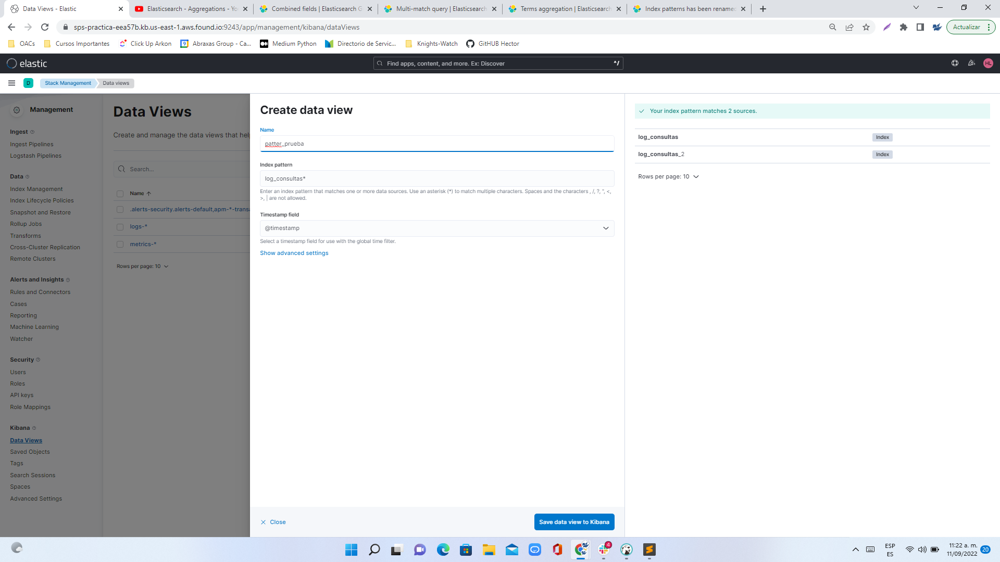 Data Views - Elastic
Elasticsearch - Aggregations - Yo
Combined fields | Elasticsearch G
Multi-match query | Elasticsearch
Terms aggregation | Elasticsearch
Index patterns has been renamed
sps-practica-eea57b.kb.us-east-1.aws.found.io:9243/app/management/kibana/dataViews
Actualizar
OACs
Cursos Importantes
Click Up Arkon
9
Abraxas Group - Ca...
Medium Python
Directorio de Servic...
Knights-Watch
GitHUB Hector
elastic
Find apps, content, and more. Ex: Discover
^/
HL
D
Stack Management
Data views
Management
Ingest
Ingest Pipelines
Logstash Pipelines
Data
Index Management
Index Lifecycle Policies
Snapshot and Restore
Rollup Jobs
Transforms
Cross-Cluster Replication
Remote Clusters
Alerts and Insights
Rules and Connectors
Cases
Reporting
Machine Learning
Watcher
Security
Users
Roles
API keys
Role Mappings
Kibana
Data Views
Saved Objects
Tags
Search Sessions
Spaces
Advanced Settings
Data Views
Create and manage the data views that help
Search...
Name
.alerts-security.alerts-default,apm-*-transa
logs-*
metrics-*
Rows per page: 10
Create data view
Name
patter_prueba
Index pattern
log_consultas*
Enter an index pattern that matches one or more data sources. Use an asterisk (*) to match multiple characters. Spaces and the characters , /, ?, ", <,
>, | are not allowed.
Timestamp field
@timestamp
Select a timestamp field for use with the global time filter.
Show advanced settings
Close
Save data view to Kibana
Your index pattern matches 2 sources.
log_consultas
Index
log_consultas_2
Index
Rows per page: 10
4
ESP
ES
11:22 a. m.
11/09/2022
20